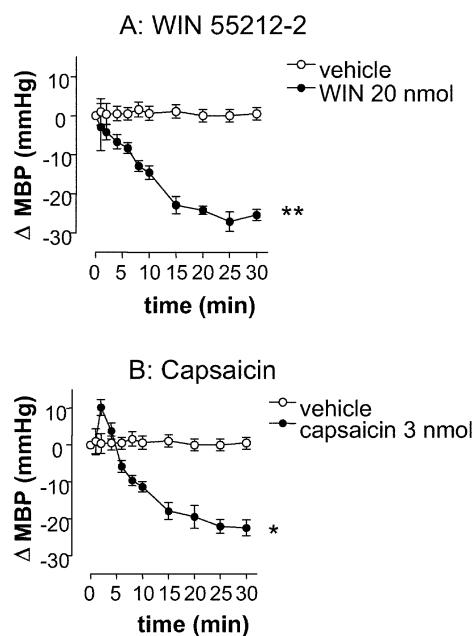 A: WIN 55212-2
vehicle
WIN 20 nmol
Δ MBP (mmHg)
10
0
-10
-20
-30
**
0 5 10 15 20 25 30
time (min)
B: Capsaicin
vehicle
capsaicin 3 nmol
Δ MBP (mmHg)
10
0
-10
-20
-30
*
0 5 10 15 20 25 30
time (min)